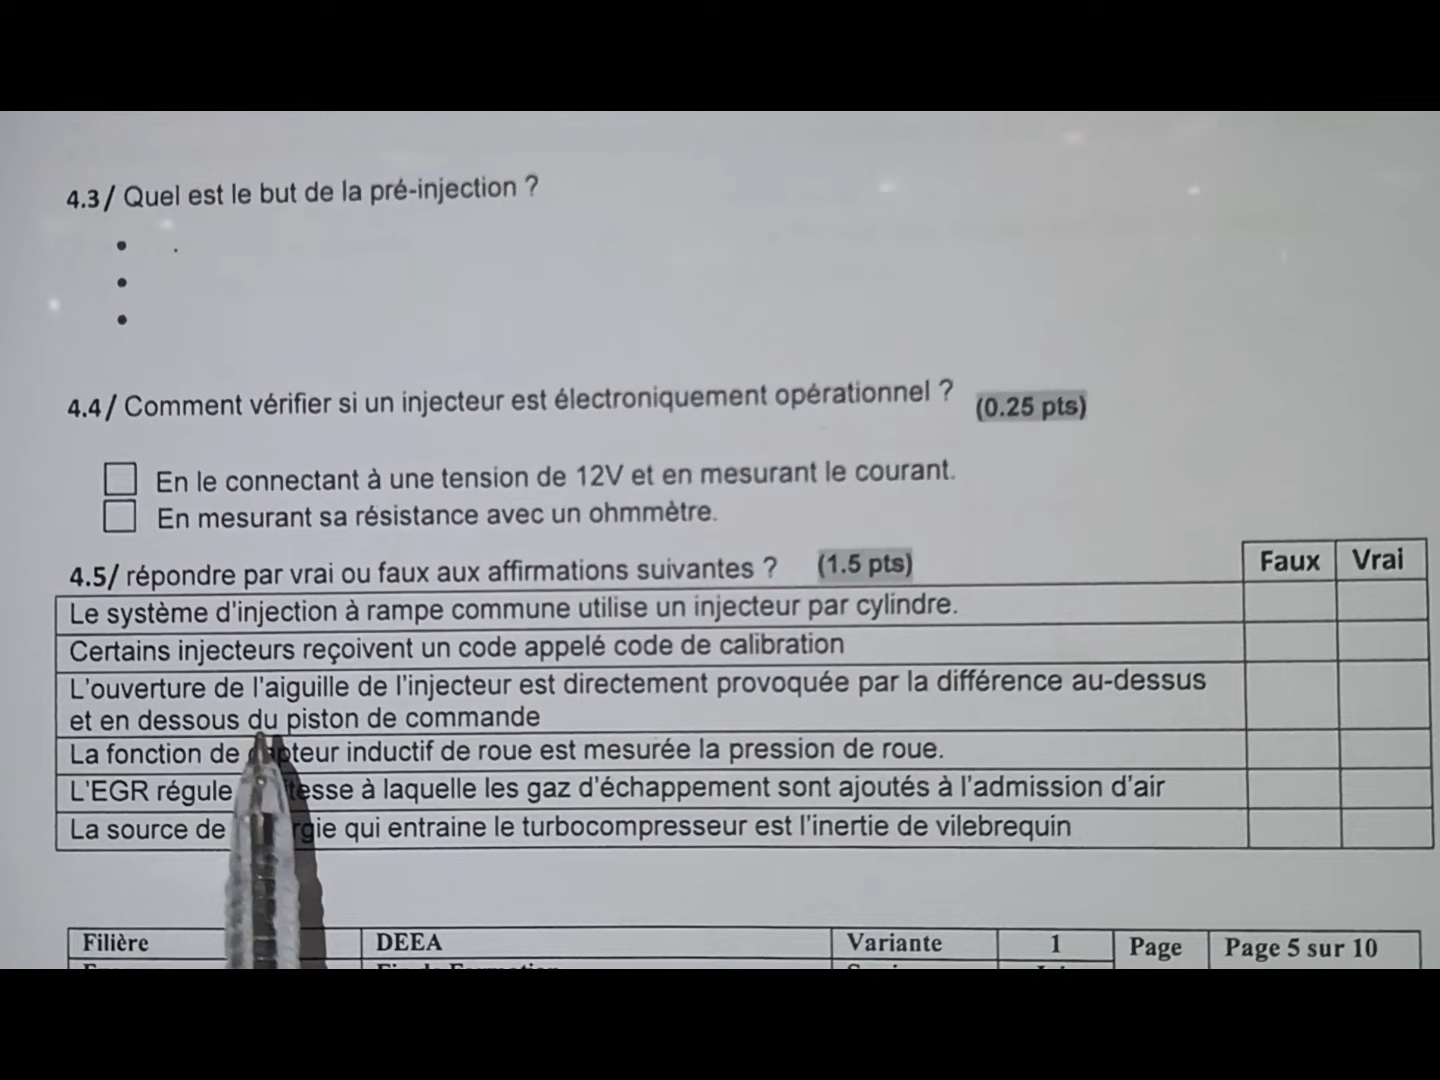 4.3/ Quel est le but de la pré-injection ?
4.4/ Comment vérifier si un injecteur est électroniquement opérationnel ? (0.25 pts)
En le connectant à une tension de 12V et en mesurant le courant.
En mesurant sa résistance avec un ohmmètre.
4.5/ répondre par vrai ou faux aux affirmations suivantes ? (1.5 pts) Faux Vrai
Le système d'injection à rampe commune utilise un injecteur par cylindre.
Certains injecteurs reçoivent un code appelé code de calibration
L'ouverture de l'aiguille de l'injecteur est directement provoquée par la différence au-dessus
et en dessous du piston de commande
La fonction de inductif de roue est mesurée la pression de roue.
L'EGR régule à laquelle les gaz d'échappement sont ajoutés à l'admission d'air
La source de qui entraine le turbocompresseur est l'inertie de vilebrequin
Filière DEEA Variante 1 Page Page 5 sur 10